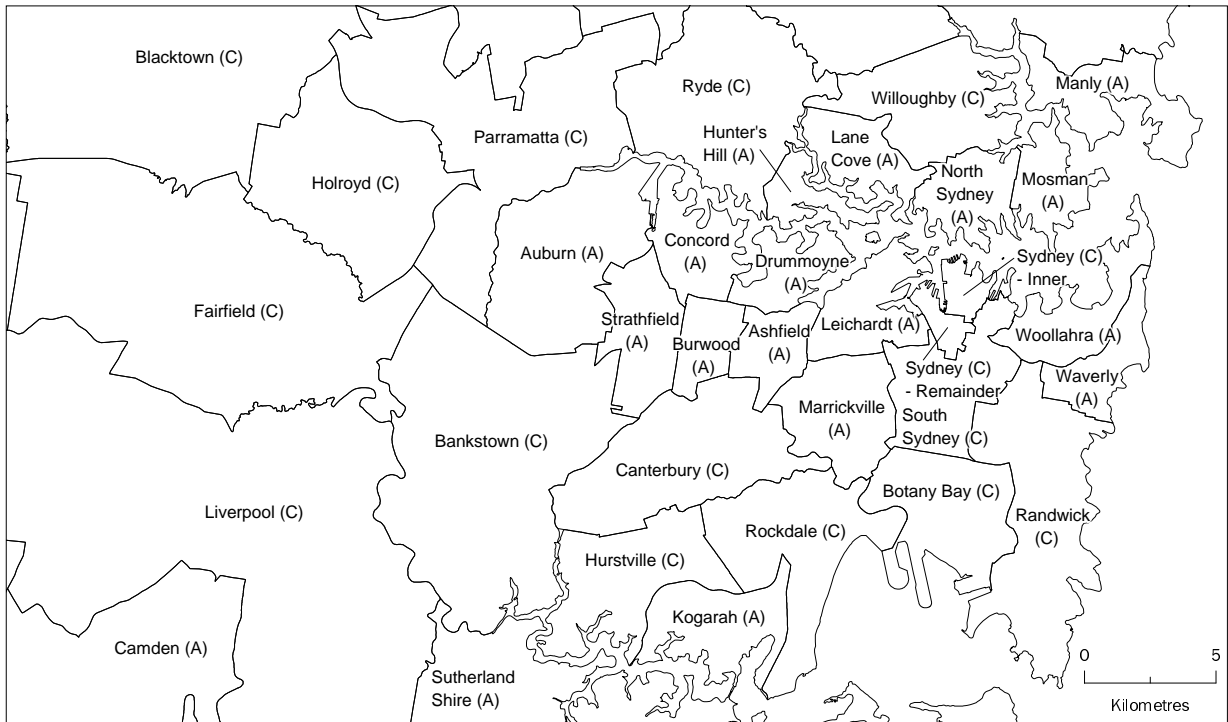 Blacktown (C)
Ryde (C)
Willoughby (C)
Manly (A)
Parramatta (C)
Hunter's
Hill (A)
Lane
Cove (A)
Holroyd (C)
North
Sydney
(A)
Mosman
(A)
Auburn (A)
Concord
(A)
Drummoyne
(A)
Sydney (C)
- Inner
Fairfield (C)
Strathfield
(A)
Burwood
(A)
Ashfield
(A)
Leichardt (A)
Woollahra (A)
Sydney (C)
- Remainder
Waverly
(A)
Marrickville
(A)
South
Sydney (C)
Bankstown (C)
Canterbury (C)
Liverpool (C)
Botany Bay (C)
Randwick
(C)
Rockdale (C)
Hurstville (C)
Kogarah (A)
Camden (A)
Sutherland
Shire (A)
0 5
Kilometres